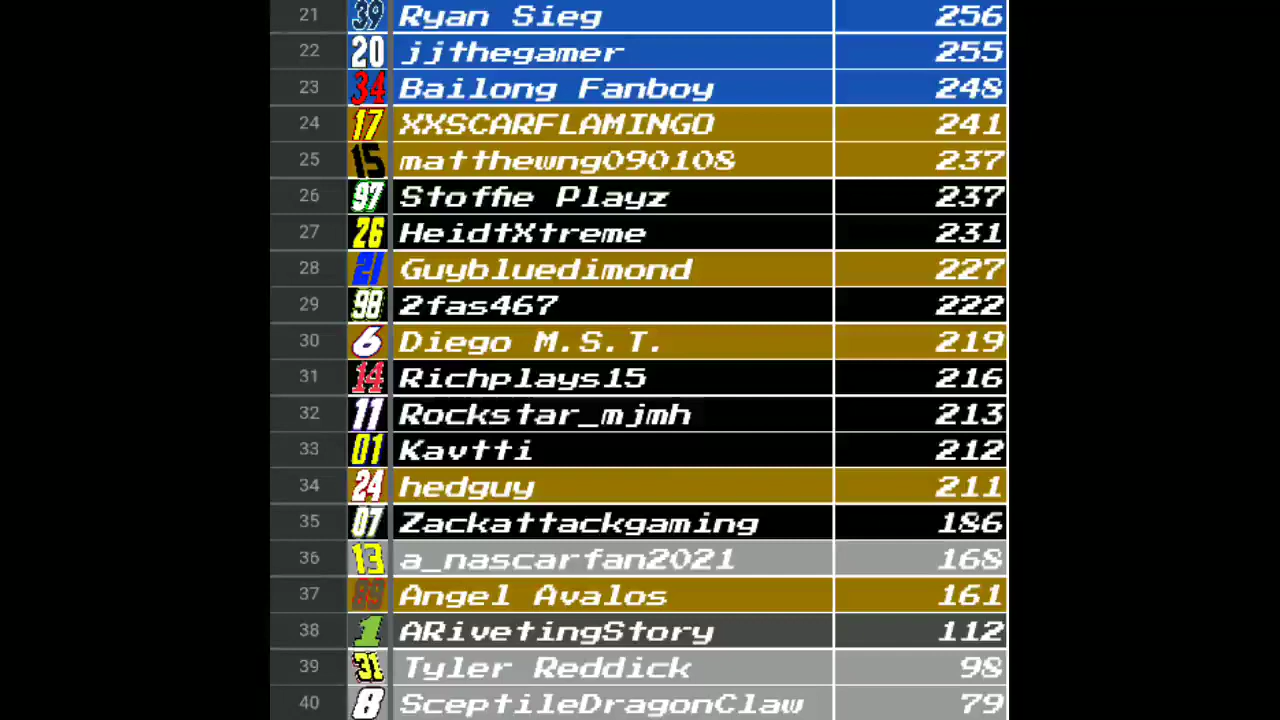 21 39 Ryan Sieg 256
22 20 jjthegamer 255
23 34 Bailong Fanboy 248
24 17 XXSCARFLAMINGO 241
25 15 matthewng090108 237
26 97 Stoffie Playz 237
27 26 HeidtXtreme 231
28 21 Guybluedimond 227
29 98 2fas467 222
30 6 Diego M.S.T. 219
31 14 Richplays15 216
32 11 Rockstar_mjmh 213
33 01 Kavtti 212
34 24 hedguy 211
35 07 Zackattackgaming 186
36 13 a_nascarfan2021 168
37 Angel Avalos 161
38 1 ARivetingStory 112
39 31 Tyler Reddick 98
40 8 SceptileDragonClaw 79